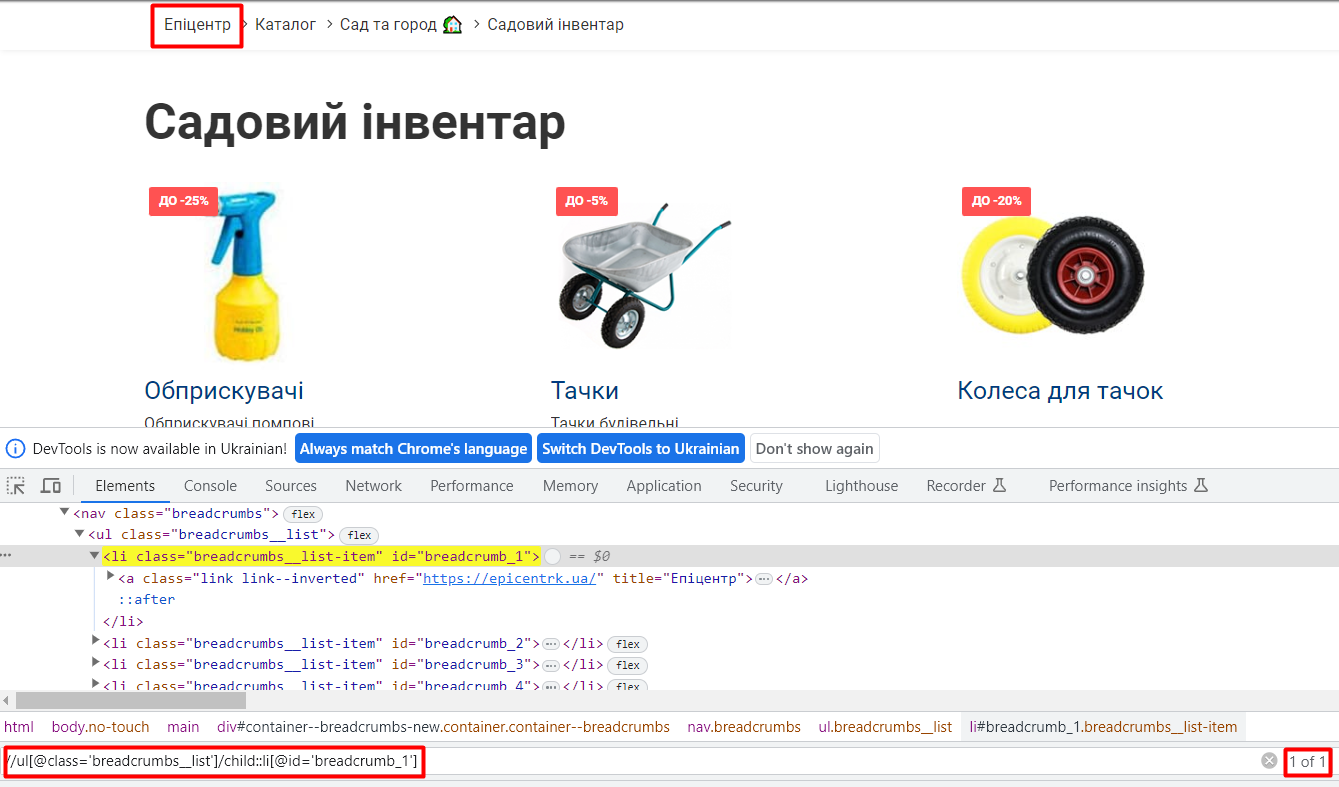 Епіцентр > Каталог > Сад та город > Садовий інвентар
Садовий інвентар
ДО -25%
ДО -5%
ДО -20%
Обприскувачі
Тачки
Колеса для тачок
Обприскувачі помпові
Тачки будівельні
DevTools is now available in Ukrainian! Always match Chrome's language Switch DevTools to Ukrainian Don't show again
Elements Console Sources Network Performance Memory Application Security Lighthouse Recorder Performance insights
<nav class="breadcrumbs"> flex
<ul class="breadcrumbs__list"> flex
<li class="breadcrumbs__list-item" id="breadcrumb_1"> == $0
<a class="link link--inverted" href="https://epicentrk.ua/" title="Епіцентр">…</a>
::after
</li>
<li class="breadcrumbs__list-item" id="breadcrumb_2">…</li> flex
<li class="breadcrumbs__list-item" id="breadcrumb_3">…</li> flex
<li class="breadcrumbs__list-item" id="breadcrumb_4">…</li> flex
html body.no-touch main div#container--breadcrumbs-new.container.container--breadcrumbs nav.breadcrumbs ul.breadcrumbs__list li#breadcrumb_1.breadcrumbs__list-item
//ul[@class='breadcrumbs__list']/child::li[@id='breadcrumb_1'] 1 of 1